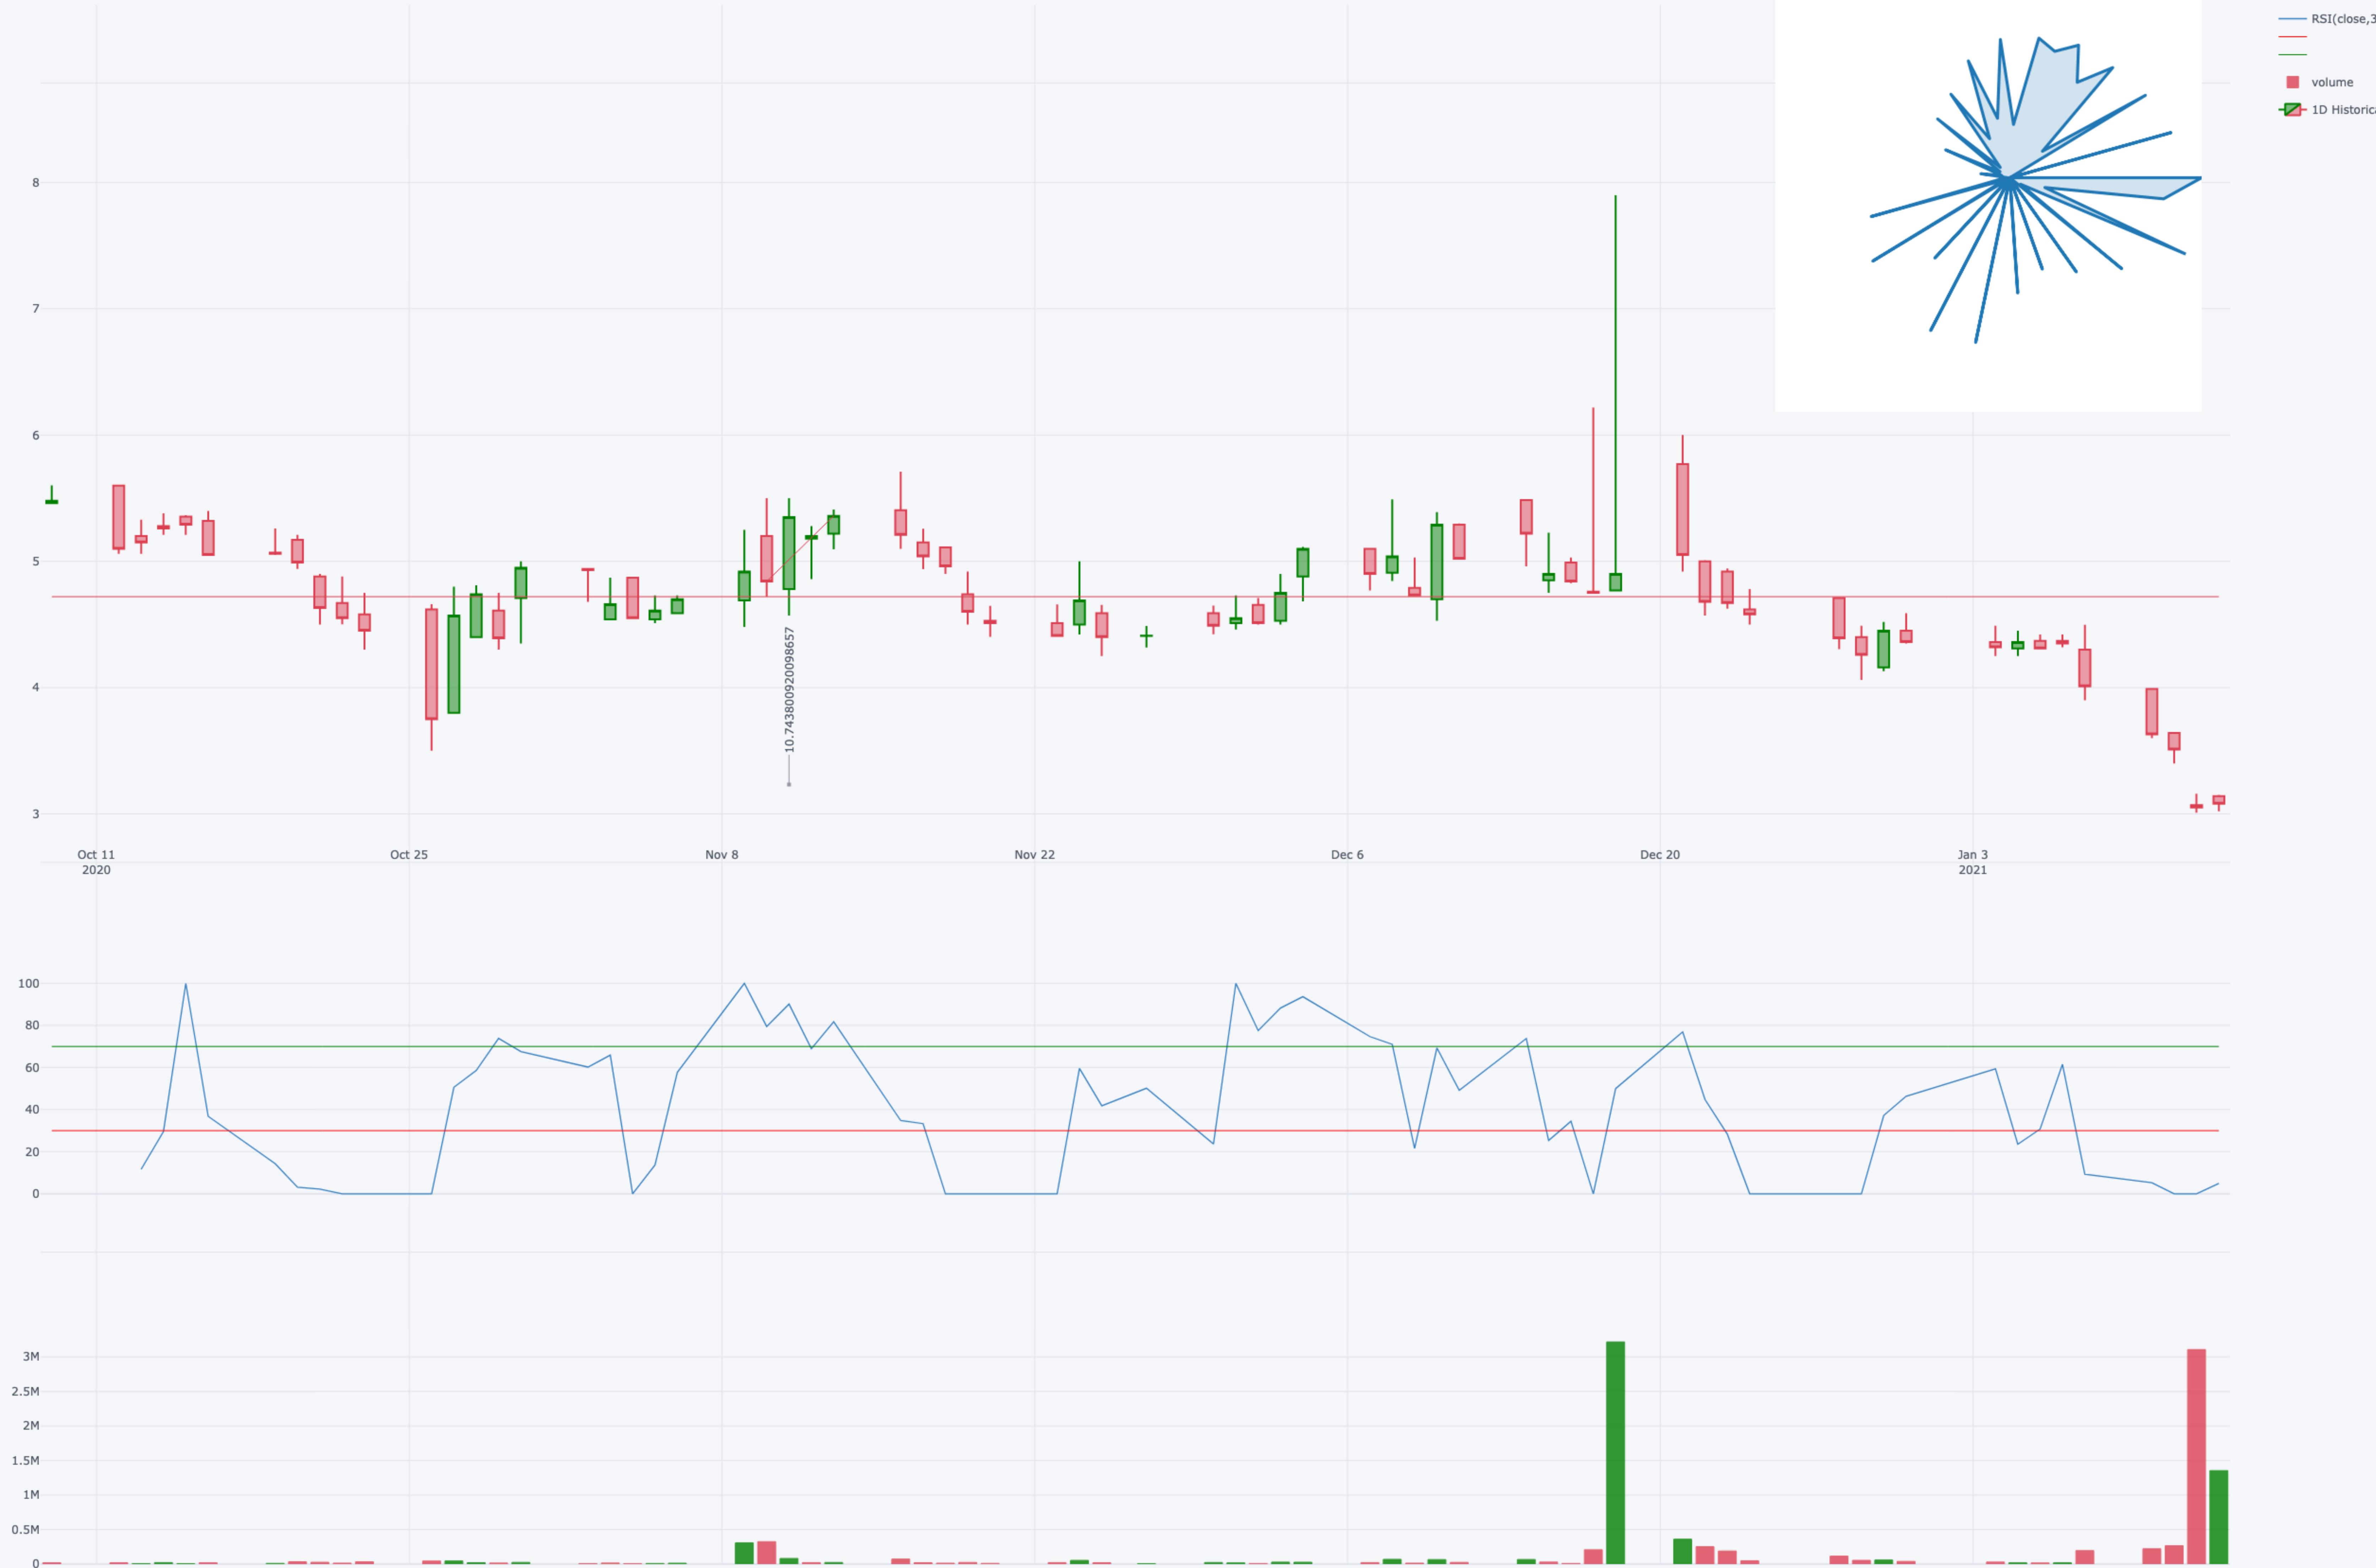 RSI(close,3
volume
1D Historica
8
7
6
5
4
3
10.743800920098657
Oct 11
2020
Oct 25
Nov 8
Nov 22
Dec 6
Dec 20
Jan 3
2021
100
80
60
40
20
0
3M
2.5M
2M
1.5M
1M
0.5M
0